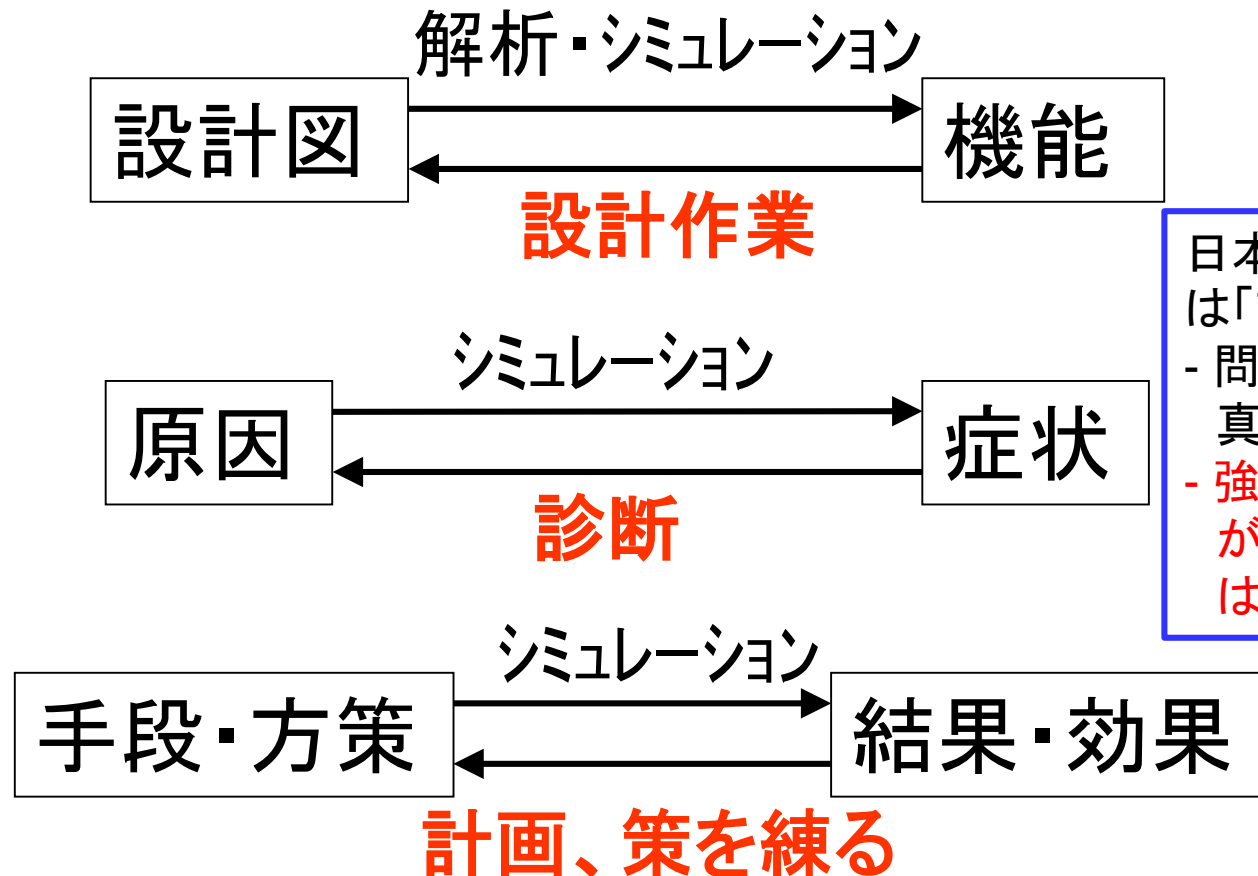 解析・シミュレーション
設計図
機能
設計作業
日本
は「
- 問
真
- 強
が
は
シミュレーション
原因
症状
診断
シミュレーション
手段・方策
結果・効果
計画、策を練る